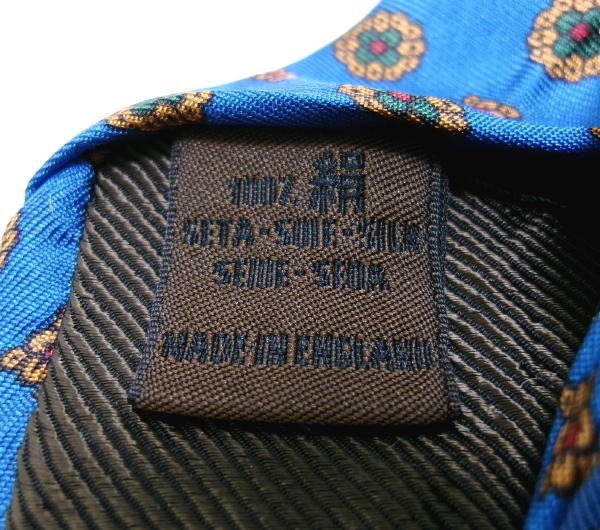 100% 絹
SETA·SOIE·SILK
SEIDE·SEDA
MADE IN ENGLAND